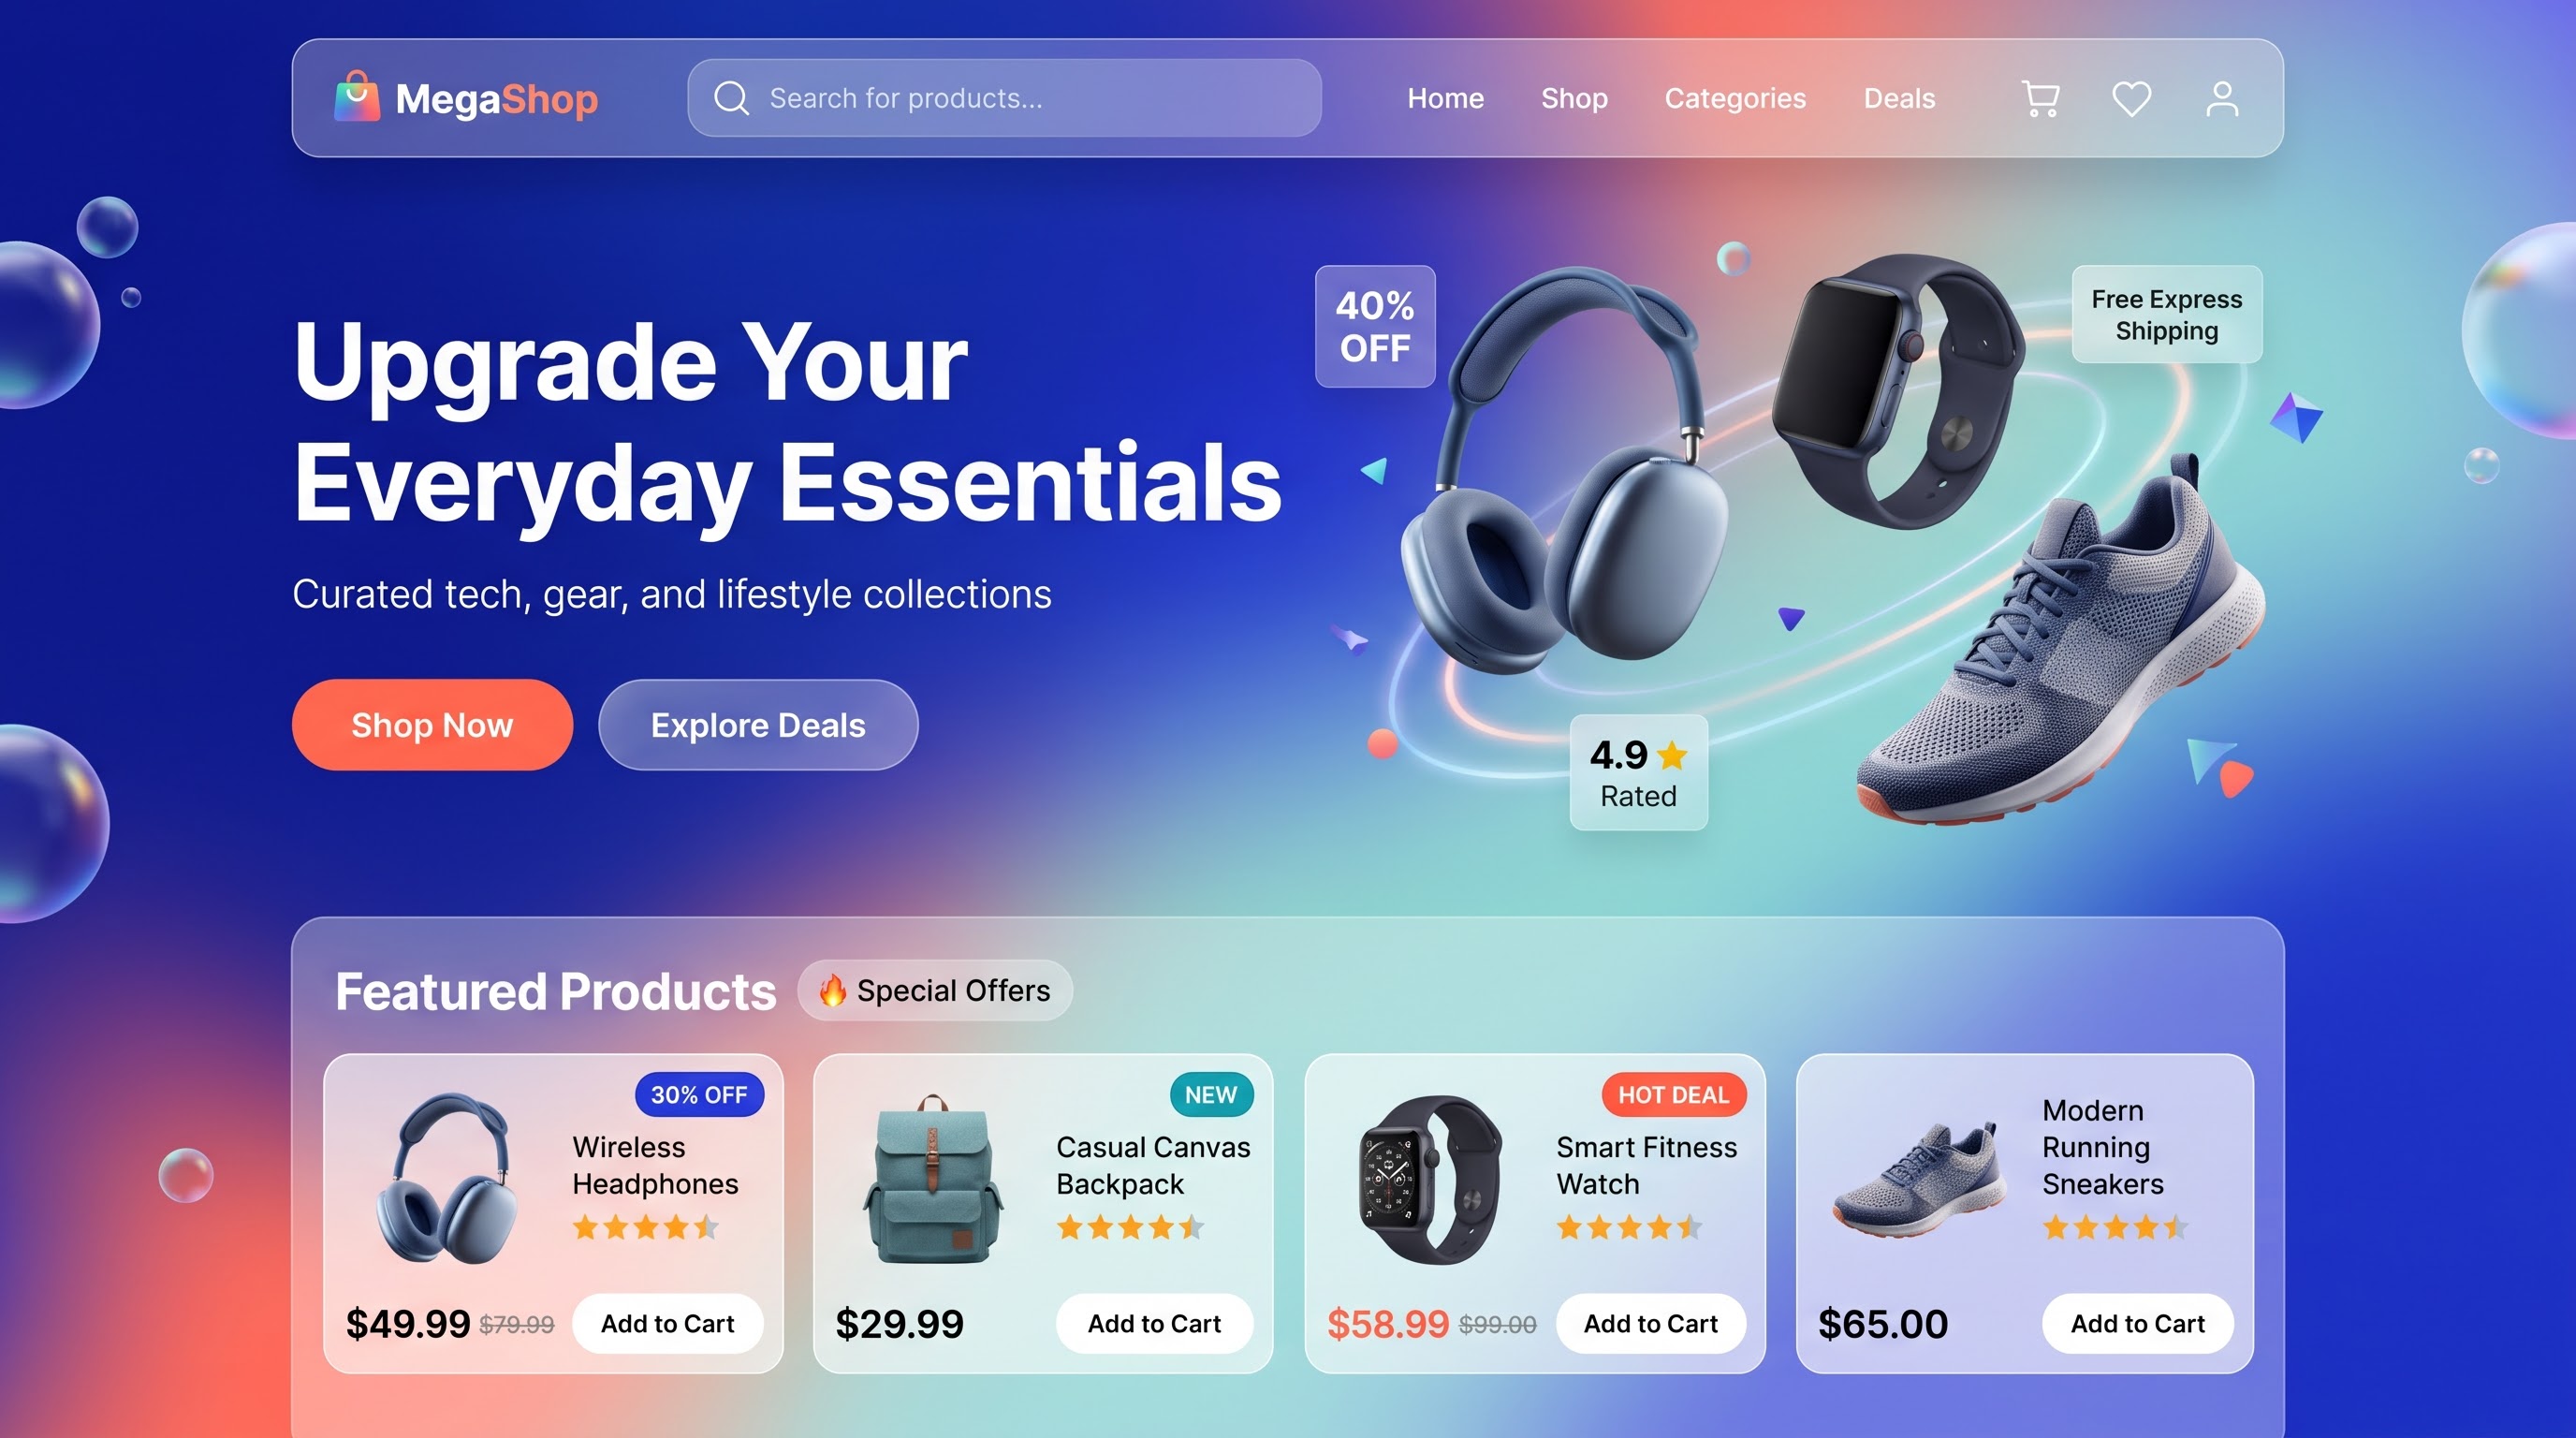 MegaShop
Search for products...
Home
Shop
Categories
Deals
Upgrade Your
Everyday Essentials
Curated tech, gear, and lifestyle collections
Shop Now
Explore Deals
40%
OFF
Free Express
Shipping
4.9
Rated
Featured Products
🔥 Special Offers
30% OFF
Wireless
Headphones
$49.99 $79.99
Add to Cart
NEW
Casual Canvas
Backpack
$29.99
Add to Cart
HOT DEAL
Smart Fitness
Watch
$58.99 $99.00
Add to Cart
Modern
Running
Sneakers
$65.00
Add to Cart